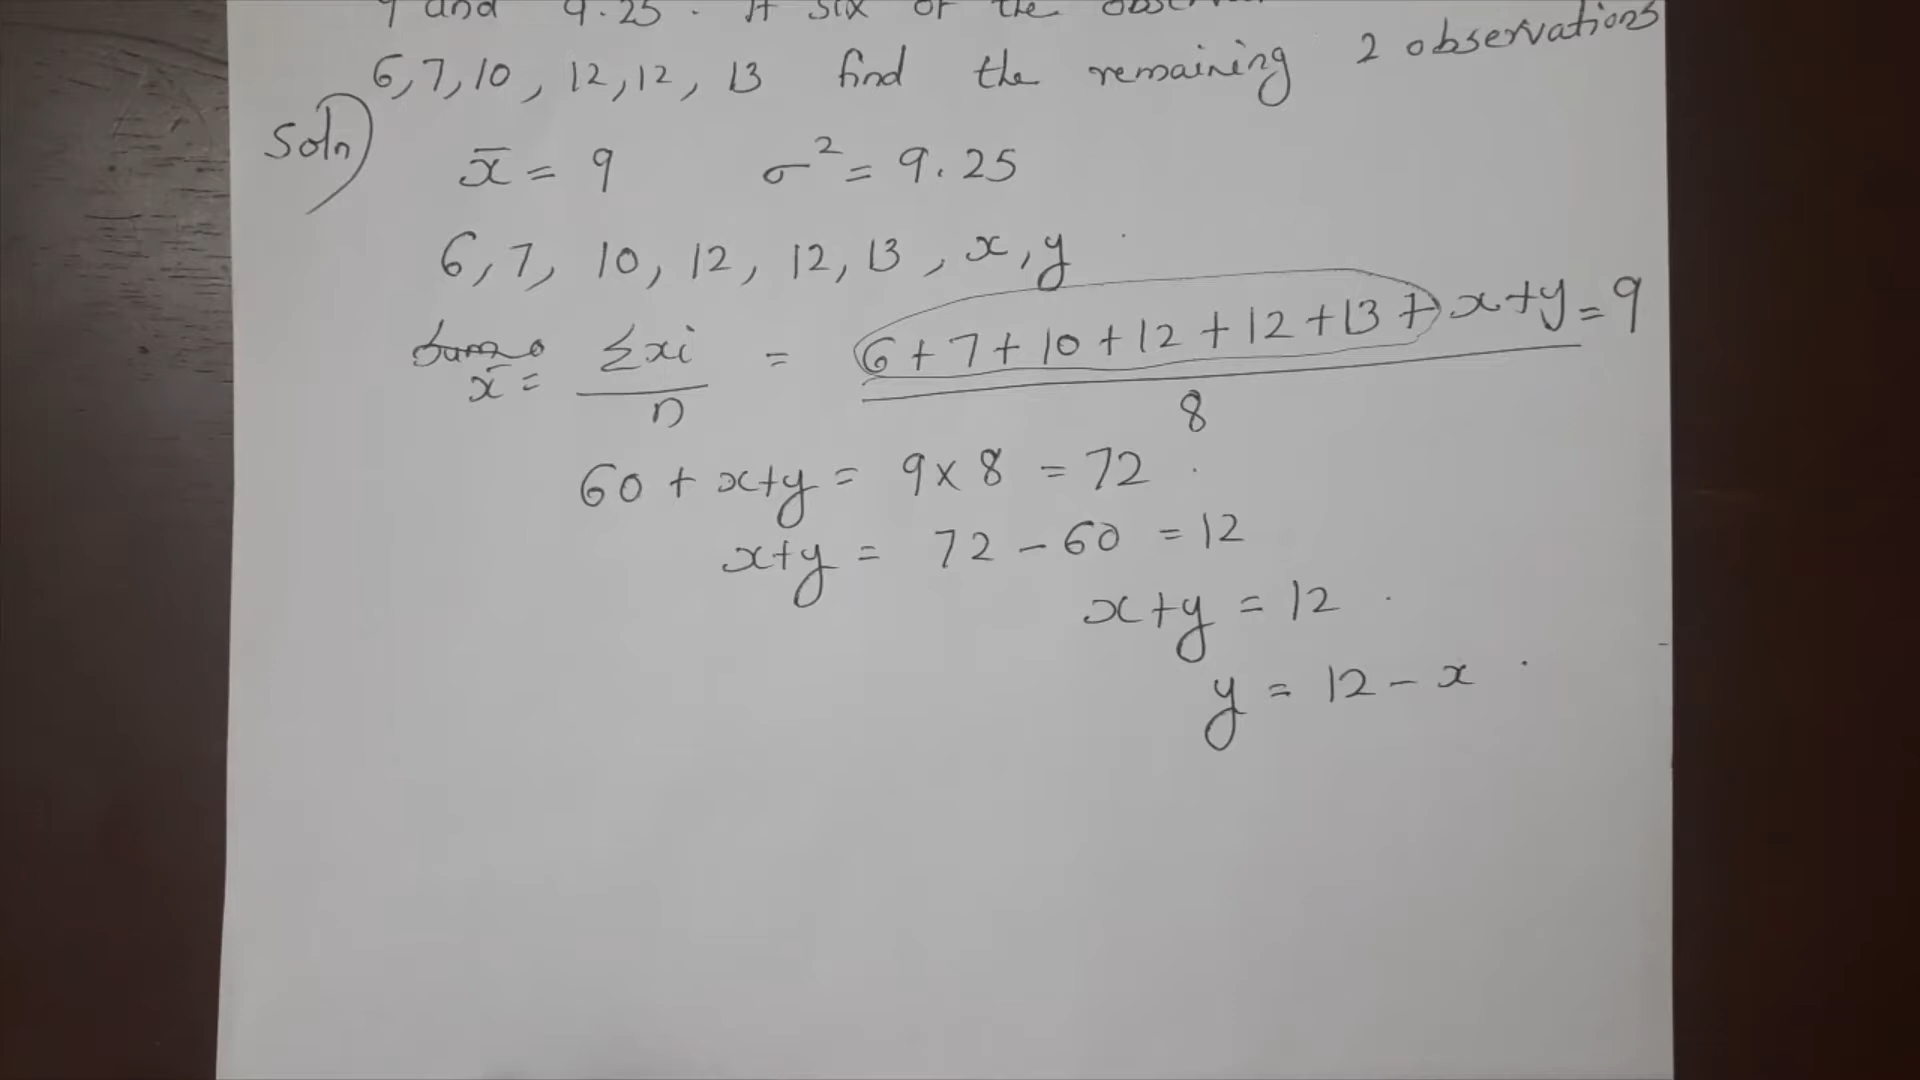 9 and 9.25. If six of the
6,7,10, 12,12, 13 find the remaining 2 observations
Soln)
x̄ = 9 σ² = 9.25
6,7, 10, 12, 12, 13, x, y
x̄ = Σxi / n = 6+7+10+12+12+13+x+y / 8 = 9
60 + x+y = 9×8 = 72
x+y = 72 - 60 = 12
x+y = 12
y = 12 - x